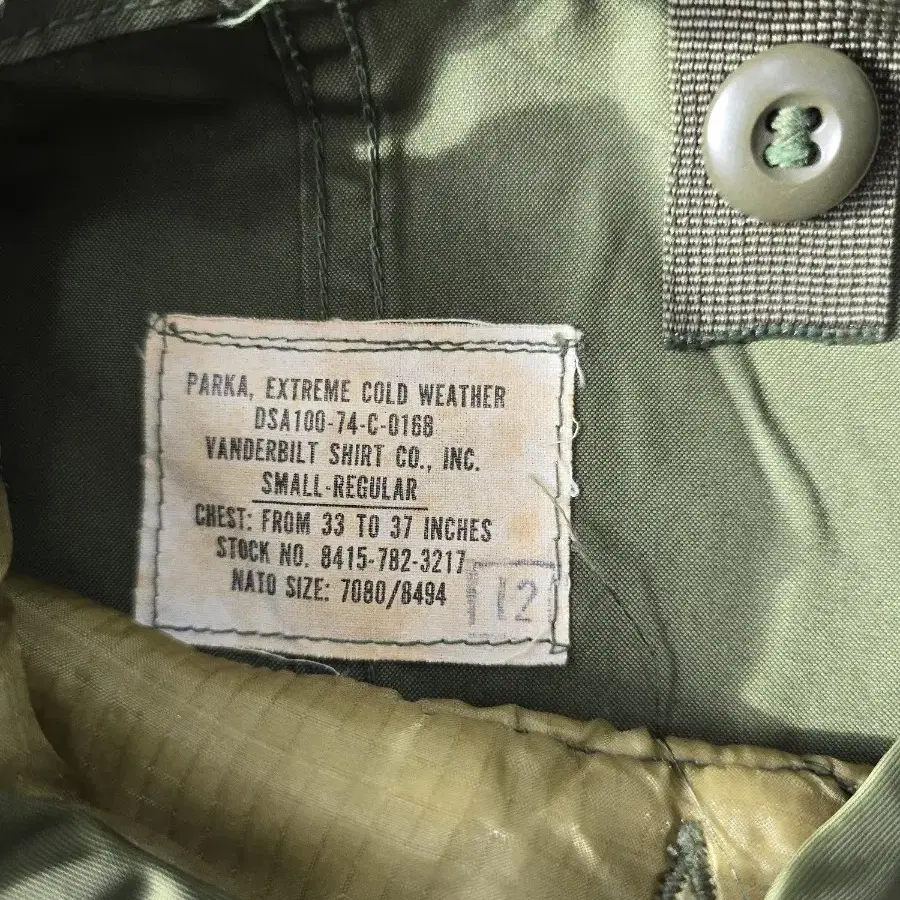 PARKA, EXTREME COLD WEATHER
DSA100-74-C-0168
VANDERBILT SHIRT CO., INC.
SMALL-REGULAR
CHEST: FROM 33 TO 37 INCHES
STOCK NO. 8415-782-3217
NATO SIZE: 7080/8494
12